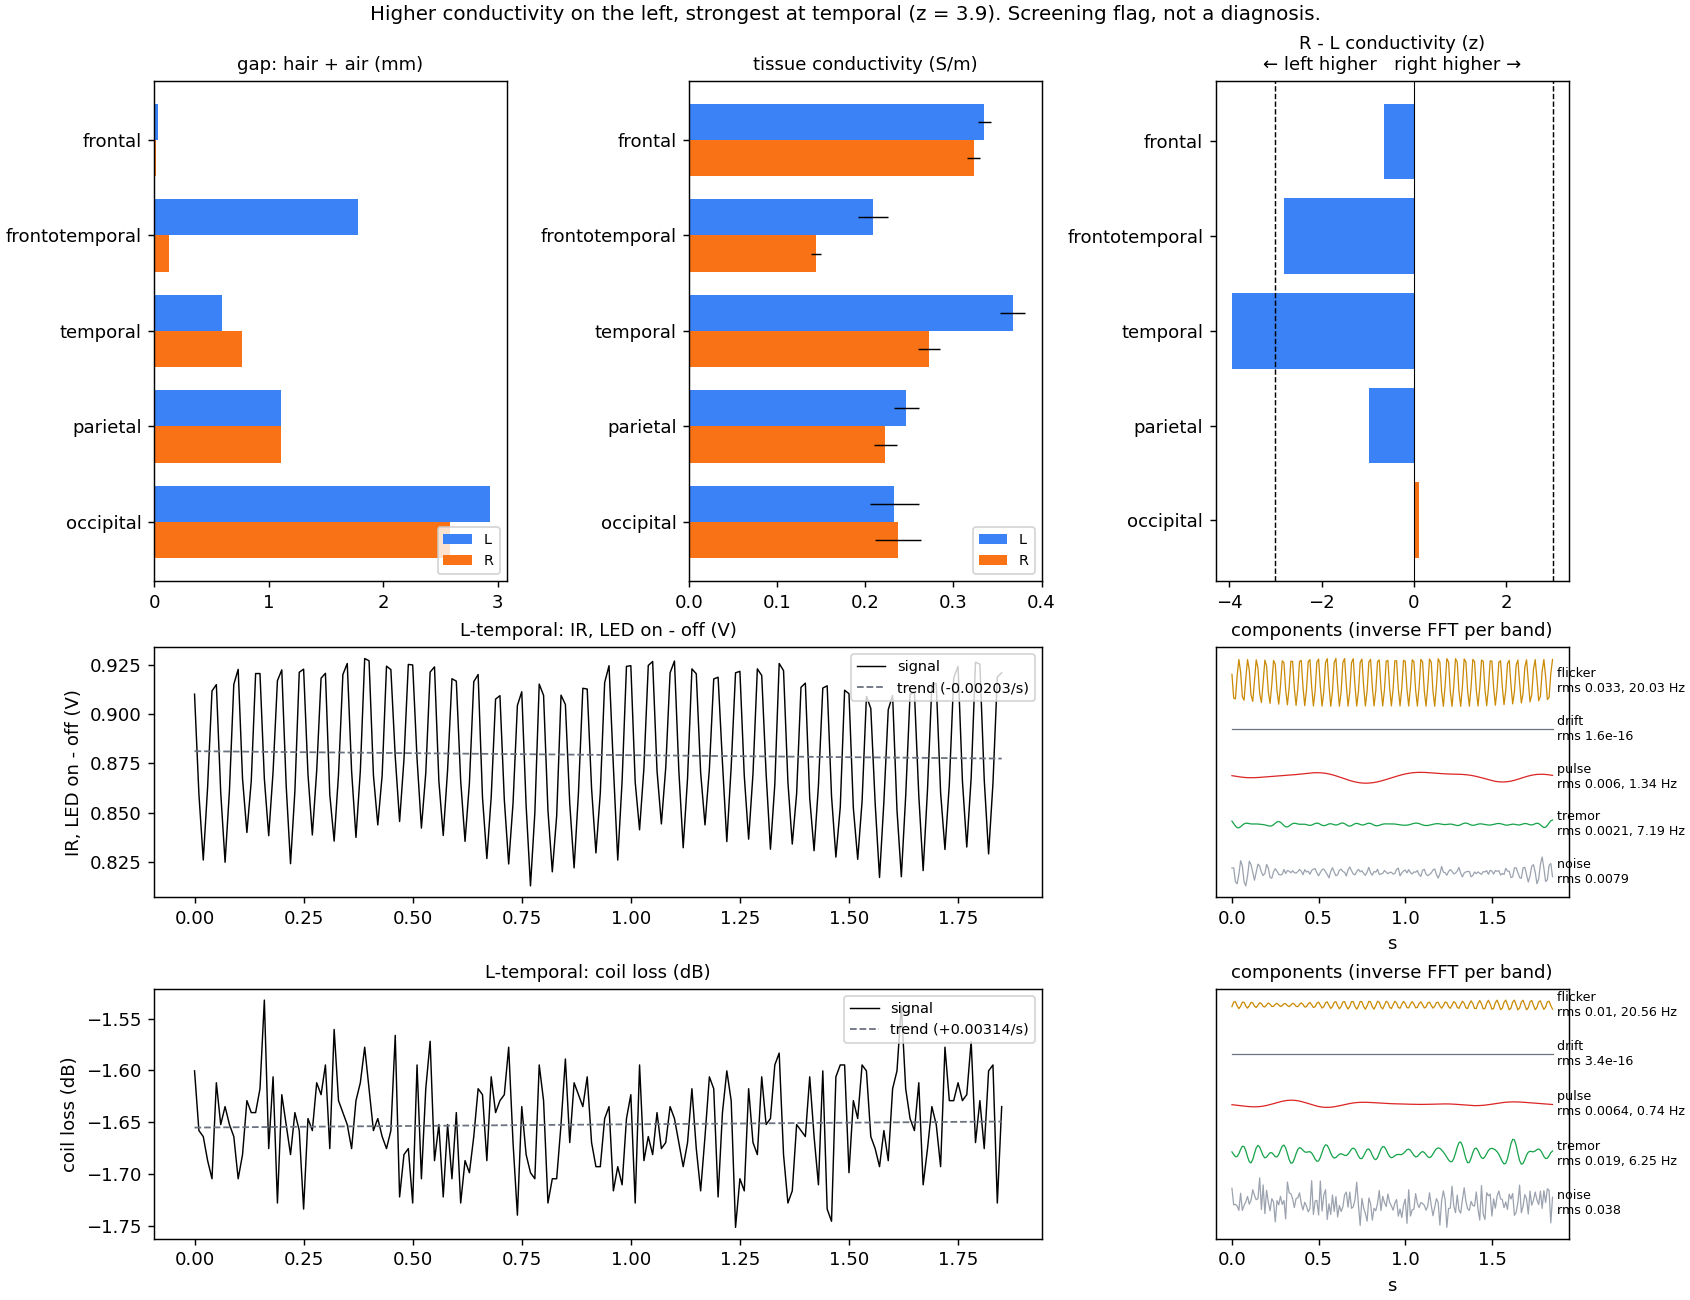 Higher conductivity on the left, strongest at temporal (z = 3.9). Screening flag, not a diagnosis.
gap: hair + air (mm)
frontal
frontotemporal
temporal
parietal
occipital
L
R
0 1 2 3
tissue conductivity (S/m)
frontal
frontotemporal
temporal
parietal
occipital
L
R
0.0 0.1 0.2 0.3 0.4
R - L conductivity (z)
← left higher   right higher →
frontal
frontotemporal
temporal
parietal
occipital
−4 −2 0 2
L-temporal: IR, LED on - off (V)
IR, LED on - off (V)
0.925
0.900
0.875
0.850
0.825
signal
trend (-0.00203/s)
0.00 0.25 0.50 0.75 1.00 1.25 1.50 1.75
components (inverse FFT per band)
flicker
rms 0.033, 20.03 Hz
drift
rms 1.6e-16
pulse
rms 0.006, 1.34 Hz
tremor
rms 0.0021, 7.19 Hz
noise
rms 0.0079
0.0 0.5 1.0 1.5
s
L-temporal: coil loss (dB)
coil loss (dB)
−1.55
−1.60
−1.65
−1.70
−1.75
signal
trend (+0.00314/s)
0.00 0.25 0.50 0.75 1.00 1.25 1.50 1.75
components (inverse FFT per band)
flicker
rms 0.01, 20.56 Hz
drift
rms 3.4e-16
pulse
rms 0.0064, 0.74 Hz
tremor
rms 0.019, 6.25 Hz
noise
rms 0.038
0.0 0.5 1.0 1.5
s